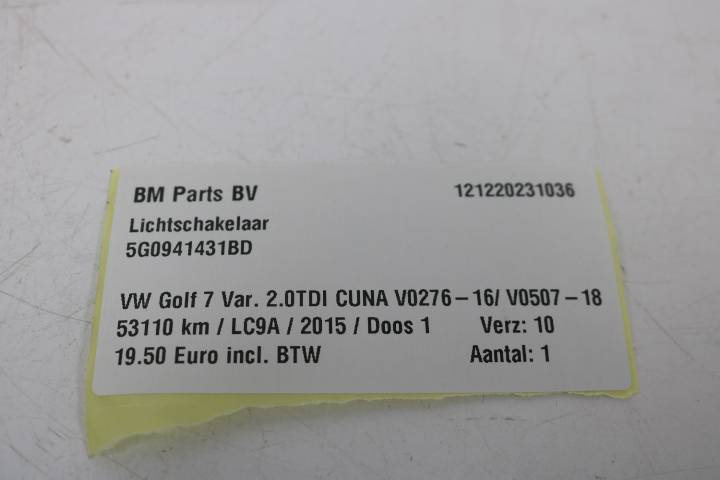 BM Parts BV 121220231036
Lichtschakelaar
5G0941431BD
VW Golf 7 Var. 2.0TDI CUNA V0276-16/ V0507-18
53110 km / LC9A / 2015 / Doos 1 Verz: 10
19.50 Euro incl. BTW Aantal: 1